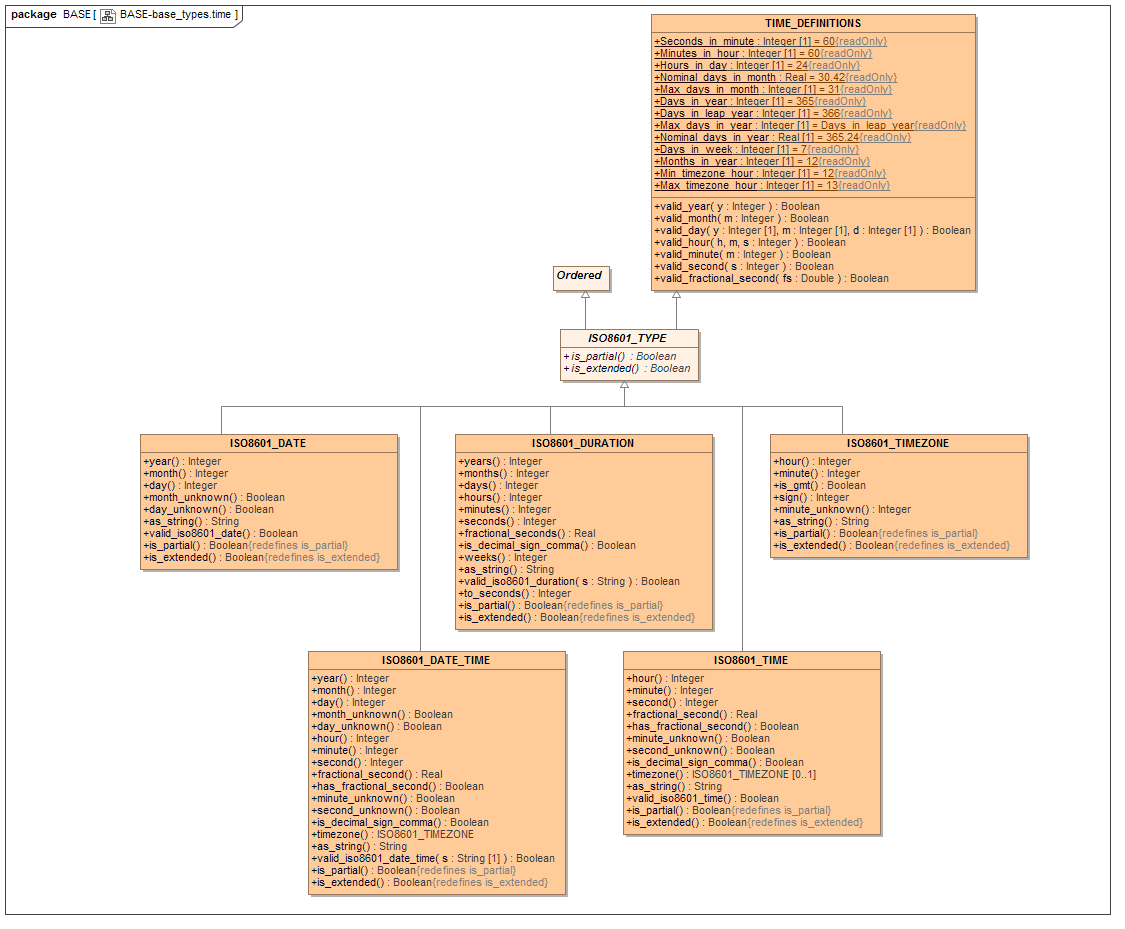 package BASE[ BASE-base_types.time ]
TIME_DEFINITIONS
+Seconds_in_minute : Integer [1] = 60{readOnly}
+Minutes_in_hour : Integer [1] = 60{readOnly}
+Hours_in_day : Integer [1] = 24{readOnly}
+Nominal_days_in_month : Real = 30.42{readOnly}
+Max_days_in_month : Integer [1] = 31{readOnly}
+Days_in_year : Integer [1] = 365{readOnly}
+Days_in_leap_year : Integer [1] = 366{readOnly}
+Max_days_in_year : Integer [1] = Days_in_leap_year{readOnly}
+Nominal_days_in_year : Real [1] = 365.24{readOnly}
+Days_in_week : Integer [1] = 7{readOnly}
+Months_in_year : Integer [1] = 12{readOnly}
+Min_timezone_hour : Integer [1] = 12{readOnly}
+Max_timezone_hour : Integer [1] = 13{readOnly}
+valid_year( y : Integer ) : Boolean
+valid_month( m : Integer ) : Boolean
+valid_day( y : Integer [1], m : Integer [1], d : Integer [1] ) : Boolean
+valid_hour( h, m, s : Integer ) : Boolean
+valid_minute( m : Integer ) : Boolean
+valid_second( s : Integer ) : Boolean
+valid_fractional_second( fs : Double ) : Boolean
Ordered
ISO8601_TYPE
+is_partial() : Boolean
+is_extended() : Boolean
ISO8601_DATE
+year() : Integer
+month() : Integer
+day() : Integer
+month_unknown() : Boolean
+day_unknown() : Boolean
+as_string() : String
+valid_iso8601_date() : Boolean
+is_partial() : Boolean{redefines is_partial}
+is_extended() : Boolean{redefines is_extended}
ISO8601_DURATION
+years() : Integer
+months() : Integer
+days() : Integer
+hours() : Integer
+minutes() : Integer
+seconds() : Integer
+fractional_seconds() : Real
+is_decimal_sign_comma() : Boolean
+weeks() : Integer
+as_string() : String
+valid_iso8601_duration( s : String ) : Boolean
+to_seconds() : Integer
+is_partial() : Boolean{redefines is_partial}
+is_extended() : Boolean{redefines is_extended}
ISO8601_TIMEZONE
+hour() : Integer
+minute() : Integer
+is_gmt() : Boolean
+sign() : Integer
+minute_unknown() : Integer
+as_string() : String
+is_partial() : Boolean{redefines is_partial}
+is_extended() : Boolean{redefines is_extended}
ISO8601_DATE_TIME
+year() : Integer
+month() : Integer
+day() : Integer
+month_unknown() : Boolean
+day_unknown() : Boolean
+hour() : Integer
+minute() : Integer
+second() : Integer
+fractional_second() : Real
+has_fractional_second() : Boolean
+minute_unknown() : Boolean
+second_unknown() : Boolean
+is_decimal_sign_comma() : Boolean
+timezone() : ISO8601_TIMEZONE
+as_string() : String
+valid_iso8601_date_time( s : String [1] ) : Boolean
+is_partial() : Boolean{redefines is_partial}
+is_extended() : Boolean{redefines is_extended}
ISO8601_TIME
+hour() : Integer
+minute() : Integer
+second() : Integer
+fractional_second() : Real
+has_fractional_second() : Boolean
+minute_unknown() : Boolean
+second_unknown() : Boolean
+is_decimal_sign_comma() : Boolean
+timezone() : ISO8601_TIMEZONE [0..1]
+as_string() : String
+valid_iso8601_time() : Boolean
+is_partial() : Boolean{redefines is_partial}
+is_extended() : Boolean{redefines is_extended}